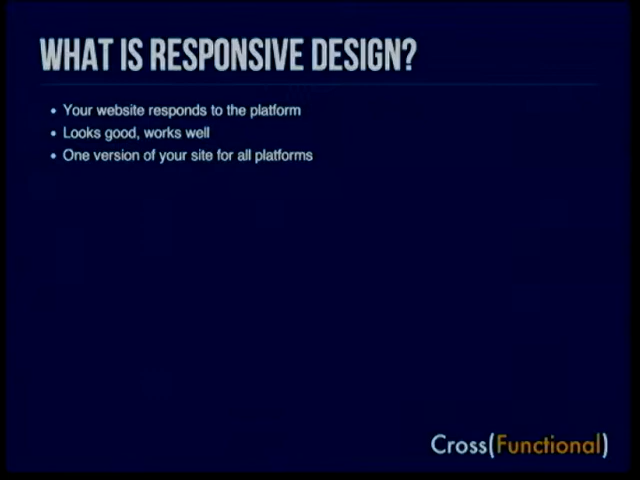 WHAT IS RESPONSIVE DESIGN?
• Your website responds to the platform
• Looks good, works well
• One version of your site for all platforms
Cross(Functional)